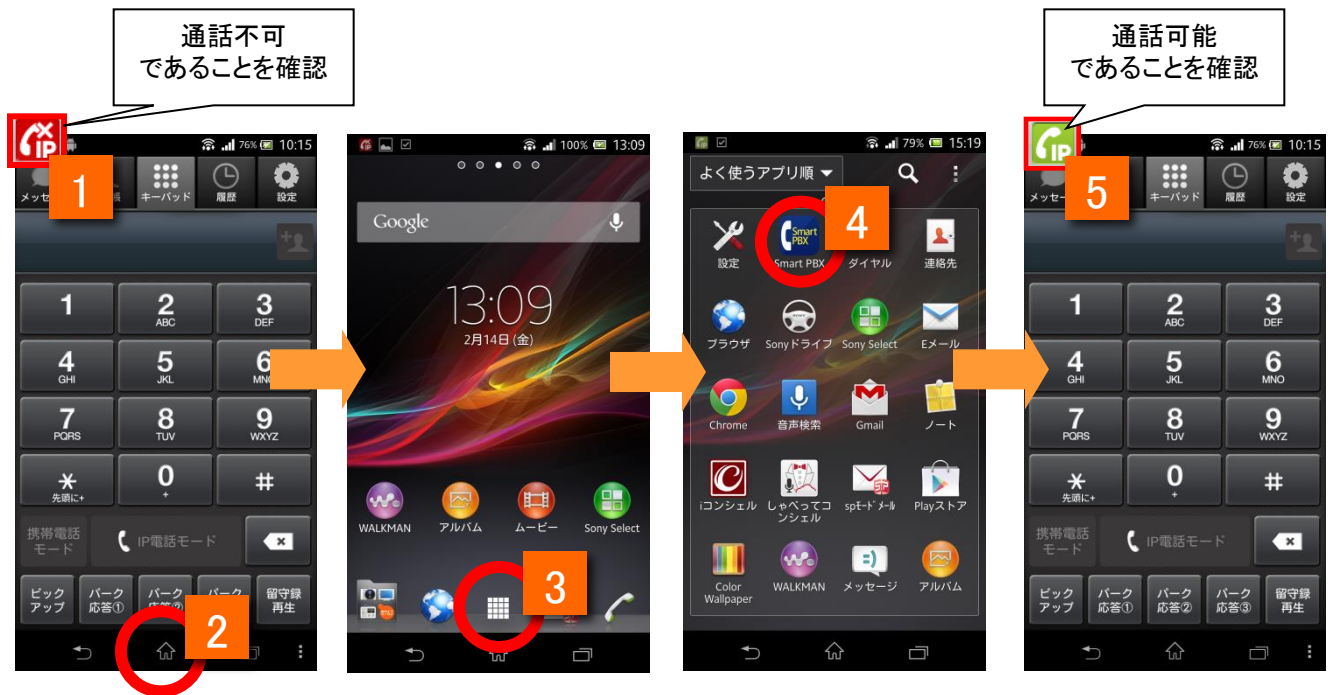 通話不可
であることを確認
通話可能
であることを確認
×
IP
76% 10:15
1
キーパッド
履歴
設定
1
2
ABC
3
DEF
4
GHI
5
JKL
6
7
PQRS
8
TUV
9
WXYZ
先頭に+
0
+
#
携帯電話
モード
IP電話モード
ピック
アップ
パーク
応答①
パーク
留守録
再生
2
100% 13:09
Google
13:09
2月14日(金)
WALKMAN
アルバム
ムービー
Sony Select
3
79% 15:19
よく使うアプリ順
設定
Smart PBX
Smart PBX
4
ダイヤル
連絡先
ブラウザ
Sonyドライブ
Sony Select
Eメール
Chrome
音声検索
Gmail
ノート
iコンシェル
しゃべってコ
ンシェル
spモードメール
Playストア
Color
Wallpaper
WALKMAN
メッセージ
アルバム
IP
76% 10:15
5
キーパッド
履歴
設定
1
2
ABC
3
DEF
4
GHI
5
JKL
6
MNO
7
PQRS
8
TUV
9
WXYZ
先頭に+
0
+
#
携帯電話
モード
IP電話モード
ピック
アップ
パーク
応答①
パーク
応答②
パーク
応答③
留守録
再生